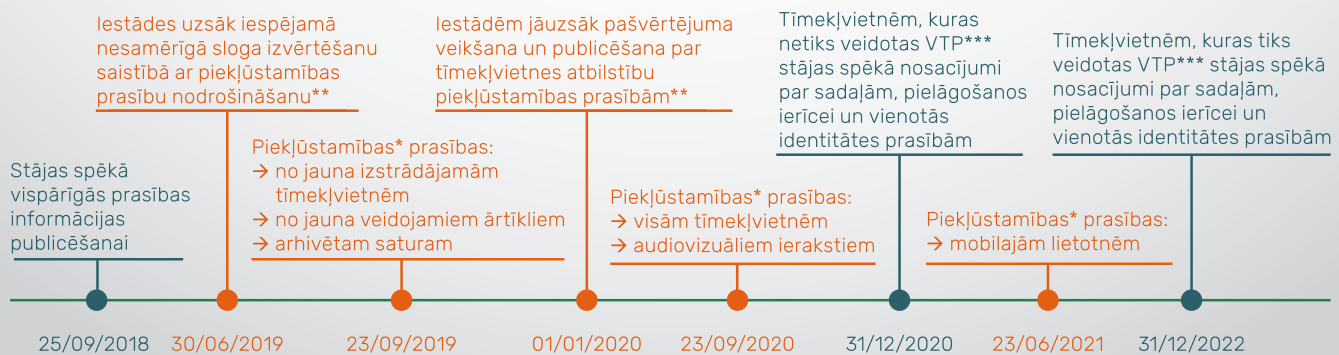 Stājas spēkā
vispārīgās prasības
informācijas
publicēšanai
Iestādes uzsāk iespējamā
nesamērīgā sloga izvērtēšanu
saistībā ar piekļūstamības
prasību nodrošināšanu**
Piekļūstamības* prasības:
→ no jauna izstrādājamām
tīmekļvietnēm
→ no jauna veidojamiem ārtīkliem
→ arhivētam saturam
Iestādēm jāuzsāk pašvērtējuma
veikšana un publicēšana par
tīmekļvietnes atbilstību
piekļūstamības prasībām**
Piekļūstamības* prasības:
→ visām tīmekļvietnēm
→ audiovizuāliem ierakstiem
Tīmekļvietnēm, kuras
netiks veidotas VTP***
stājas spēkā nosacījumi
par sadaļām, pielāgošanos
ierīcei un vienotās
identitātes prasībām
Piekļūstamības* prasības:
→ mobilajām lietotnēm
Tīmekļvietnēm, kuras tiks
veidotas VTP*** stājas spēkā
nosacījumi par sadaļām,
pielāgošanos ierīcei un
vienotās identitātes prasībām
25/09/2018 30/06/2019 23/09/2019 01/01/2020 23/09/2020 31/12/2020 23/06/2021 31/12/2022